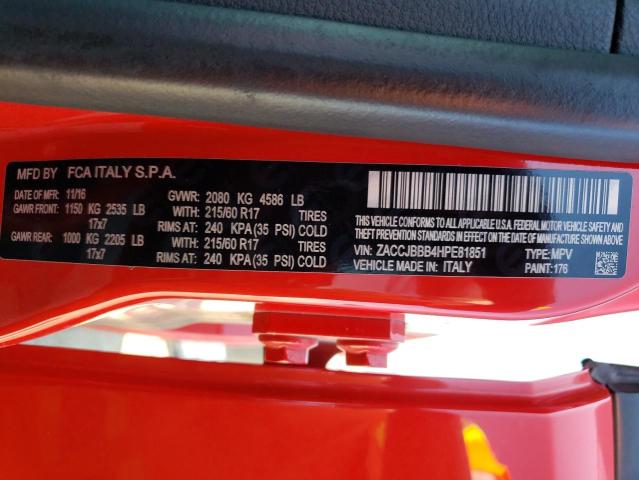 MFD BY FCA ITALY S.P.A.
DATE OF MFR: 11/16 GVWR: 2080 KG 4586 LB
GAWR FRONT: 1150 KG 2535 LB WITH: 215/60 R17 TIRES
17x7 RIMS AT: 240 KPA (35 PSI) COLD
GAWR REAR: 1000 KG 2205 LB WITH: 215/60 R17 TIRES
17x7 RIMS AT: 240 KPA (35 PSI) COLD
THIS VEHICLE CONFORMS TO ALL APPLICABLE U.S.A. FEDERAL MOTOR VEHICLE SAFETY AND
THEFT PREVENTION STANDARDS IN EFFECT ON THE DATE OF MANUFACTURE SHOWN ABOVE.
VIN: ZACCJBBB4HPE61851 TYPE: MPV
VEHICLE MADE IN: ITALY PAINT: 176